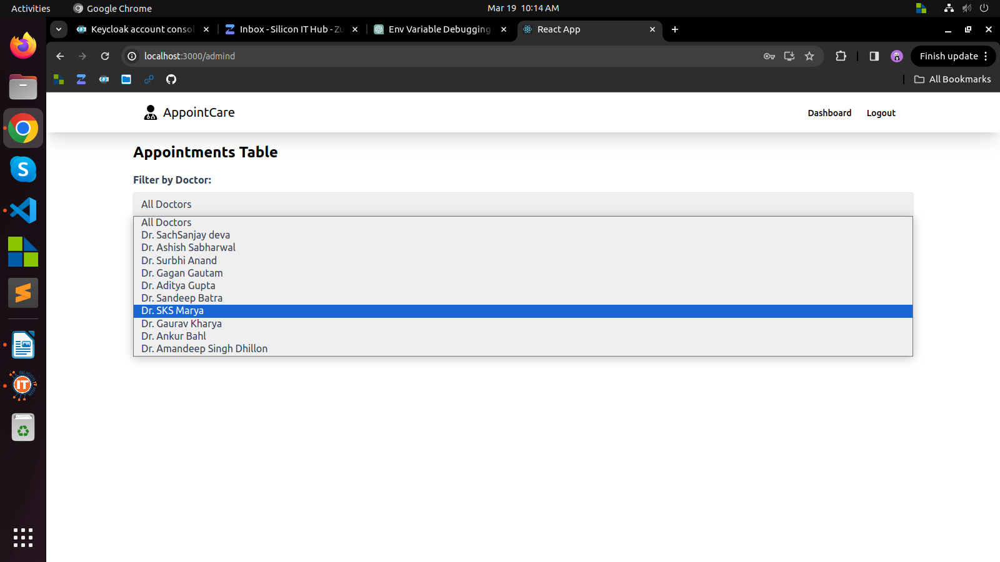 Activities
Google Chrome
Mar 19 10:14 AM
Keycloak account consol
Inbox - Silicon IT Hub - Zu
Env Variable Debugging
React App
localhost:3000/admind
Finish update
All Bookmarks
AppointCare
Dashboard
Logout
Appointments Table
Filter by Doctor:
All Doctors
All Doctors
Dr. SachSanjay deva
Dr. Ashish Sabharwal
Dr. Surbhi Anand
Dr. Gagan Gautam
Dr. Aditya Gupta
Dr. Sandeep Batra
Dr. SKS Marya
Dr. Gaurav Kharya
Dr. Ankur Bahl
Dr. Amandeep Singh Dhillon
S
IT